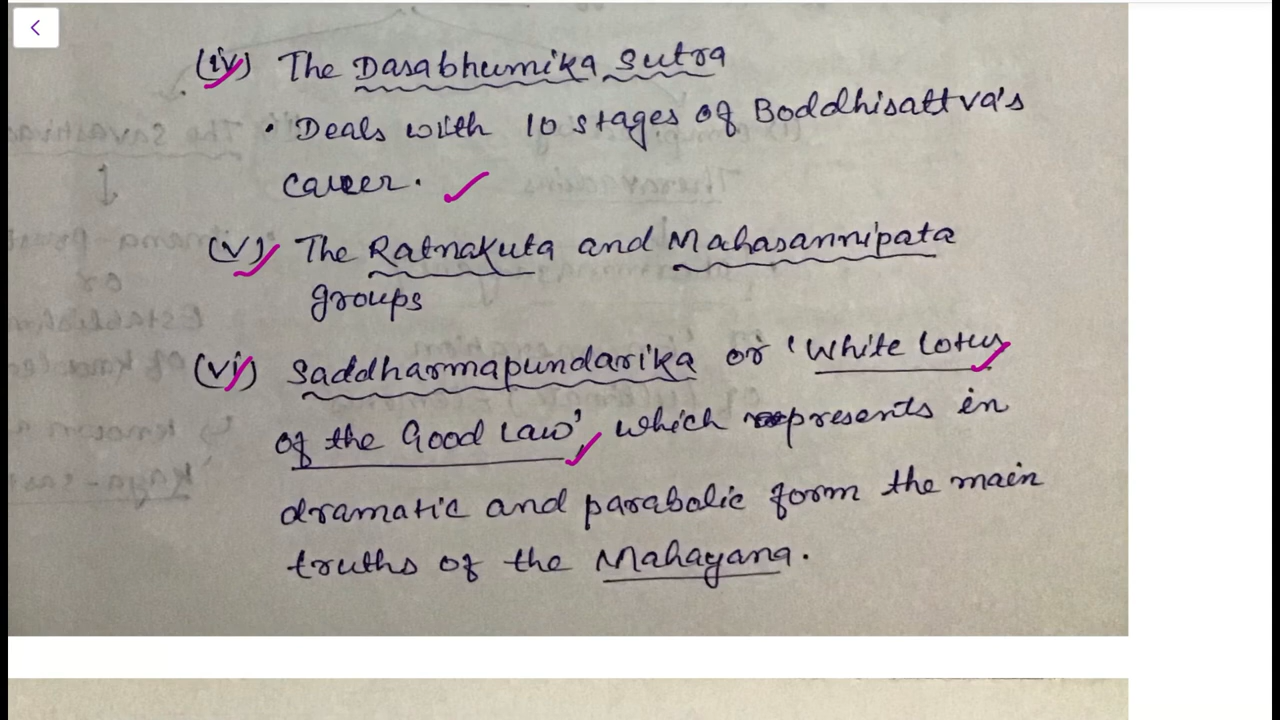 (iv) The Dasabhumika Sutra
• Deals with 10 stages of Boddhisattva's
career.
(v) The Ratnakuta and Mahasannipata
groups
(vi) Saddharmapundarika or 'White Lotus
of the Good Law', which represents in
dramatic and parabolic form the main
truths of the Mahayana.